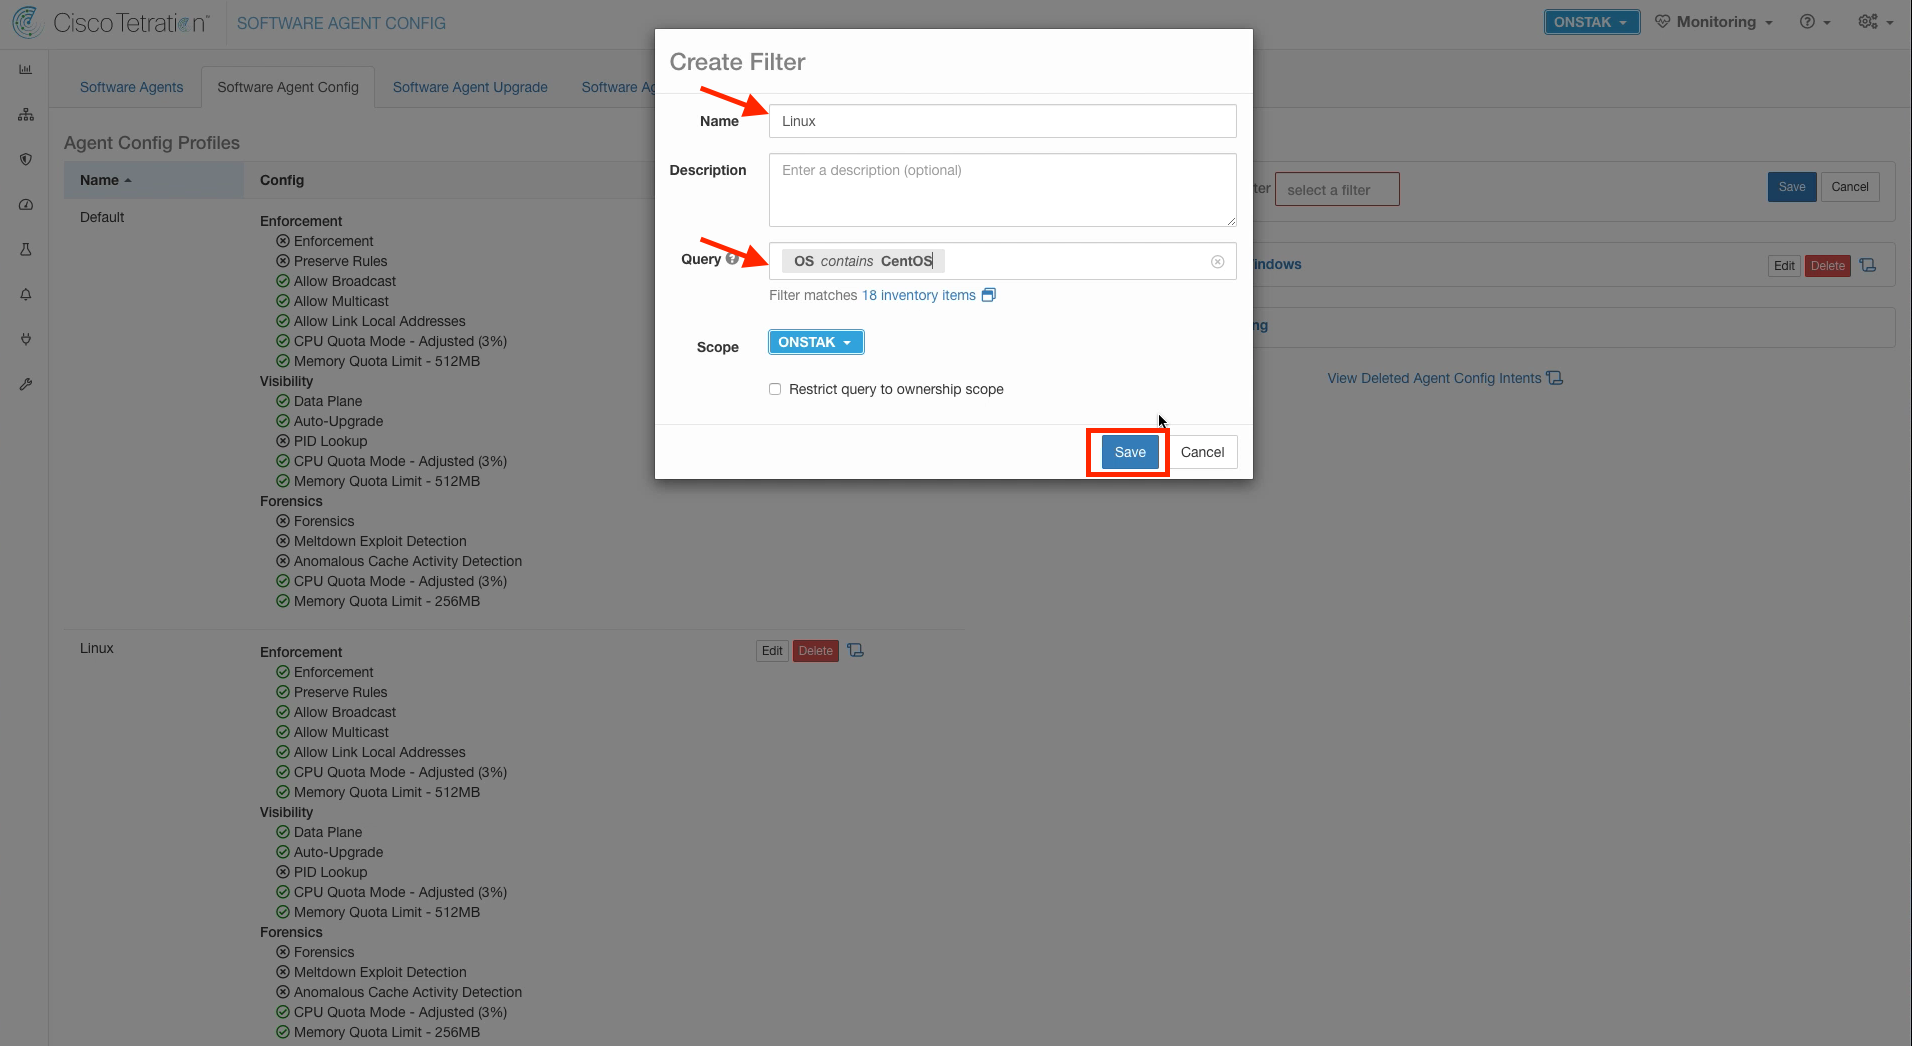 Cisco Tetration
SOFTWARE AGENT CONFIG
ONSTAK
Monitoring
Software Agents
Software Agent Config
Software Agent Upgrade
Software Ag
Agent Config Profiles
Name
Config
Default
Enforcement
Enforcement
Preserve Rules
Allow Broadcast
Allow Multicast
Allow Link Local Addresses
CPU Quota Mode - Adjusted (3%)
Memory Quota Limit - 512MB
Visibility
Data Plane
Auto-Upgrade
PID Lookup
CPU Quota Mode - Adjusted (3%)
Memory Quota Limit - 512MB
Forensics
Forensics
Meltdown Exploit Detection
Anomalous Cache Activity Detection
CPU Quota Mode - Adjusted (3%)
Memory Quota Limit - 256MB
Linux
Edit
Delete
Enforcement
Enforcement
Preserve Rules
Allow Broadcast
Allow Multicast
Allow Link Local Addresses
CPU Quota Mode - Adjusted (3%)
Memory Quota Limit - 512MB
Visibility
Data Plane
Auto-Upgrade
PID Lookup
CPU Quota Mode - Adjusted (3%)
Memory Quota Limit - 512MB
Forensics
Forensics
Meltdown Exploit Detection
Anomalous Cache Activity Detection
CPU Quota Mode - Adjusted (3%)
Memory Quota Limit - 256MB
Create Filter
Name
Linux
Description
Enter a description (optional)
Query
OS contains CentOS
Filter matches 18 inventory items
Scope
ONSTAK
Restrict query to ownership scope
Save
Cancel
ter
select a filter
Save
Cancel
indows
Edit
Delete
ng
View Deleted Agent Config Intents